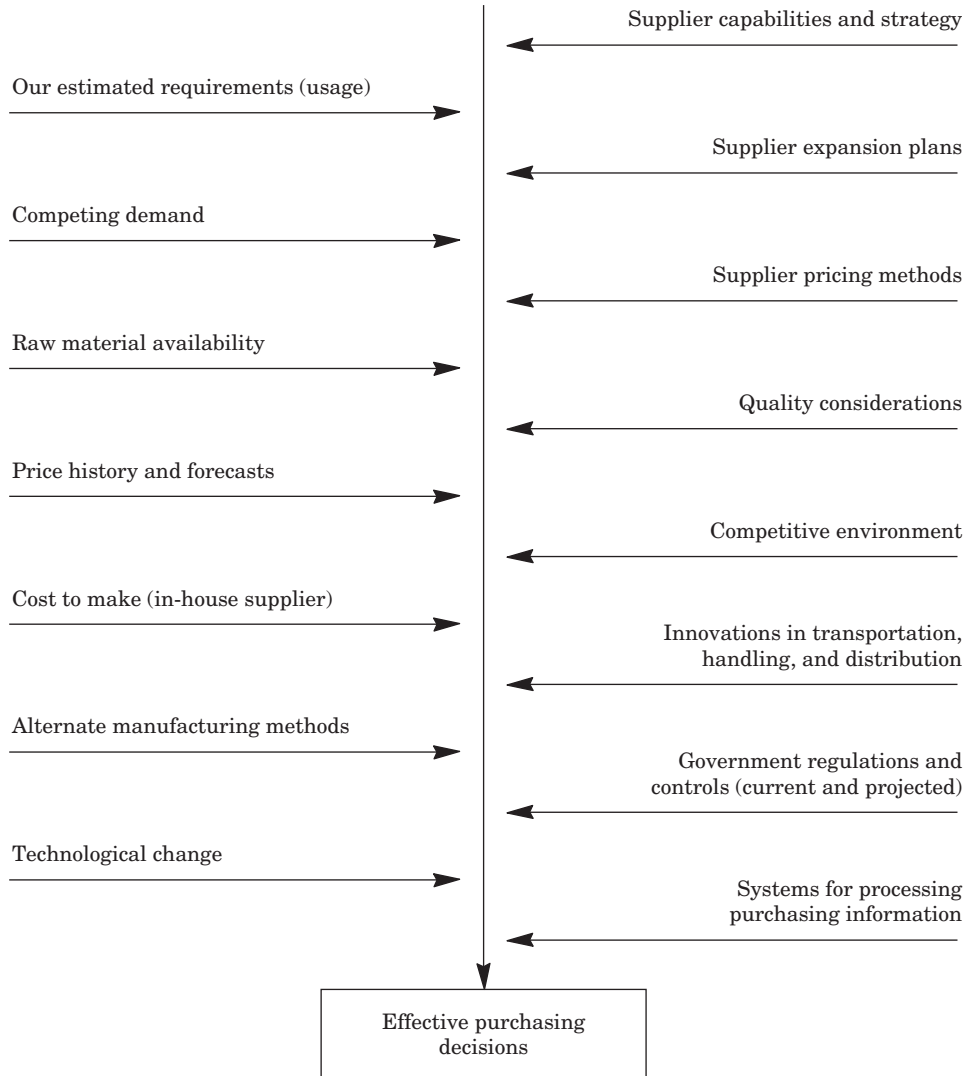 Supplier capabilities and strategy
Our estimated requirements (usage)
Supplier expansion plans
Competing demand
Supplier pricing methods
Raw material availability
Quality considerations
Price history and forecasts
Competitive environment
Cost to make (in-house supplier)
Innovations in transportation,
handling, and distribution
Alternate manufacturing methods
Government regulations and
controls (current and projected)
Technological change
Systems for processing
purchasing information
Effective purchasing
decisions